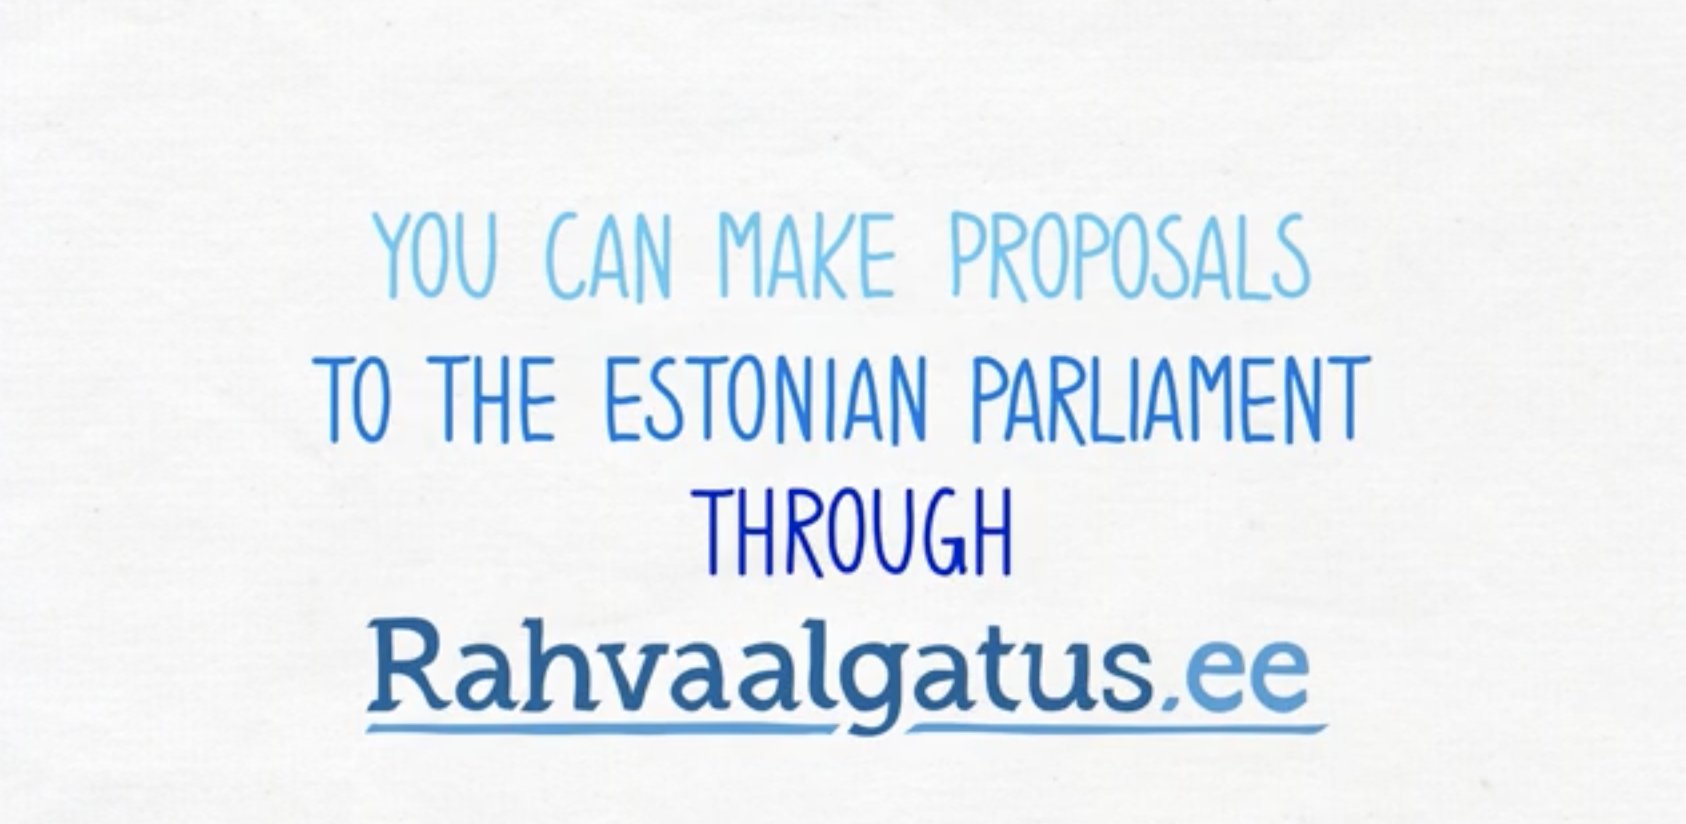 YOU CAN MAKE PROPOSALS
TO THE ESTONIAN PARLIAMENT
THROUGH
Rahvaalgatus.ee